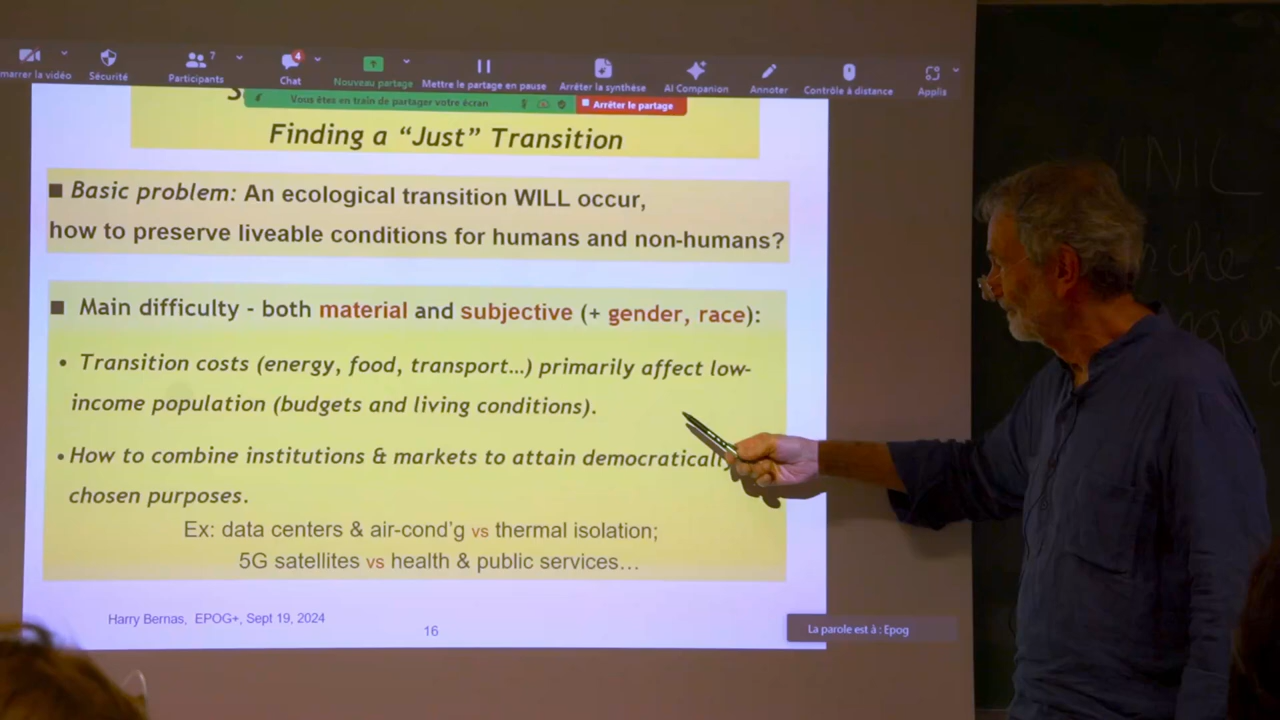 marrer la vidéo
Sécurité
Participants
7
Chat
4
Nouveau partage
Mettre le partage en pause
Arrêter la synthèse
AI Companion
Annoter
Contrôle à distance
Applis
Vous êtes en train de partager votre écran
Arrêter le partage
Finding a “Just” Transition
■ Basic problem: An ecological transition WILL occur,
how to preserve liveable conditions for humans and non-humans?
■ Main difficulty - both material and subjective (+ gender, race):
• Transition costs (energy, food, transport…) primarily affect low-
income population (budgets and living conditions).
• How to combine institutions & markets to attain democratically
chosen purposes.
Ex: data centers & air-cond’g vs thermal isolation;
5G satellites vs health & public services…
Harry Bernas, EPOG+, Sept 19, 2024
16
La parole est à : Epog